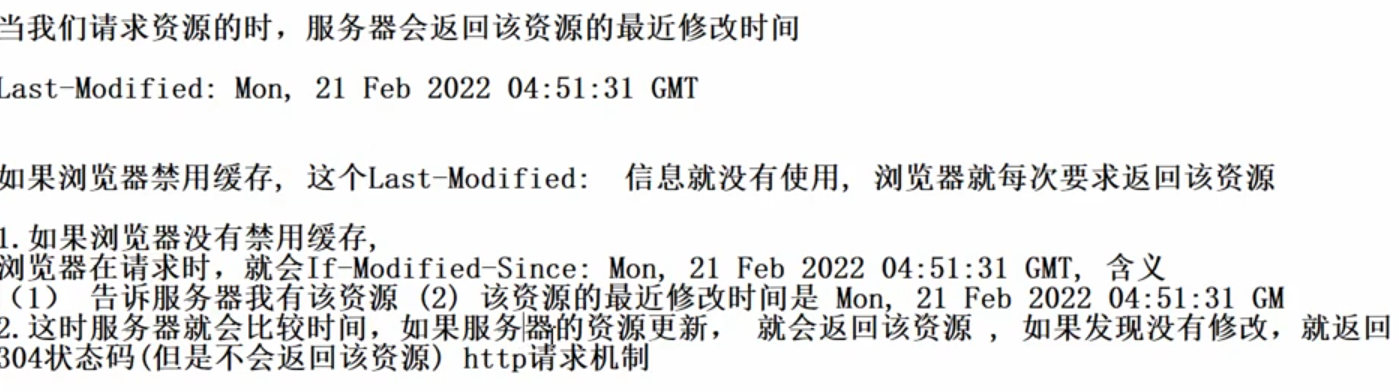 当我们请求资源的时，服务器会返回该资源的最近修改时间
Last-Modified: Mon, 21 Feb 2022 04:51:31 GMT
如果浏览器禁用缓存, 这个Last-Modified:  信息就没有使用, 浏览器就每次要求返回该资源
1.如果浏览器没有禁用缓存,
浏览器在请求时，就会If-Modified-Since: Mon, 21 Feb 2022 04:51:31 GMT, 含义
（1） 告诉服务器我有该资源 (2) 该资源的最近修改时间是 Mon, 21 Feb 2022 04:51:31 GM
2.这时服务器就会比较时间，如果服务器的资源更新， 就会返回该资源 , 如果发现没有修改，就返回
304状态码(但是不会返回该资源) http请求机制